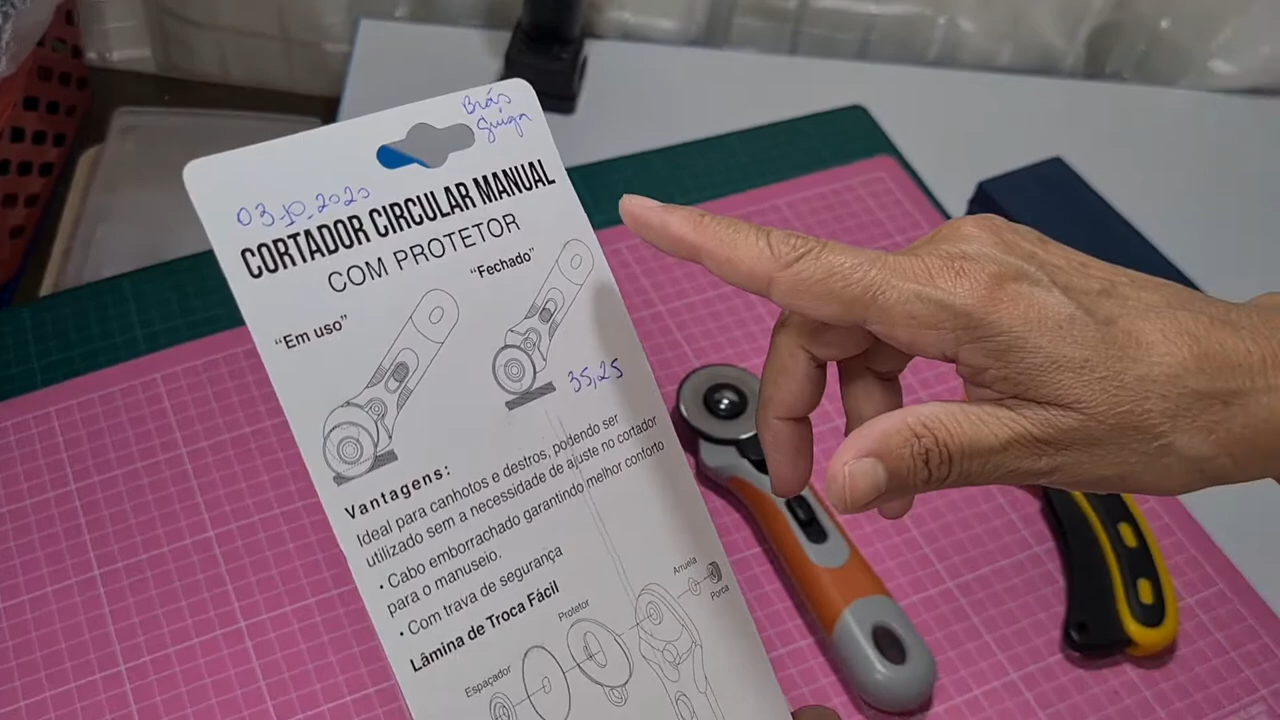 Brás
Guiga
03.10.2020
CORTADOR CIRCULAR MANUAL
COM PROTETOR
"Em uso"
"Fechado"
35,25
Vantagens:
Ideal para canhotos e destros, podendo ser
utilizado sem a necessidade de ajuste no cortador
• Cabo emborrachado garantindo melhor conforto
para o manuseio.
• Com trava de segurança
Lâmina de Troca Fácil
Arruela
Porca
Protetor
Espaçador